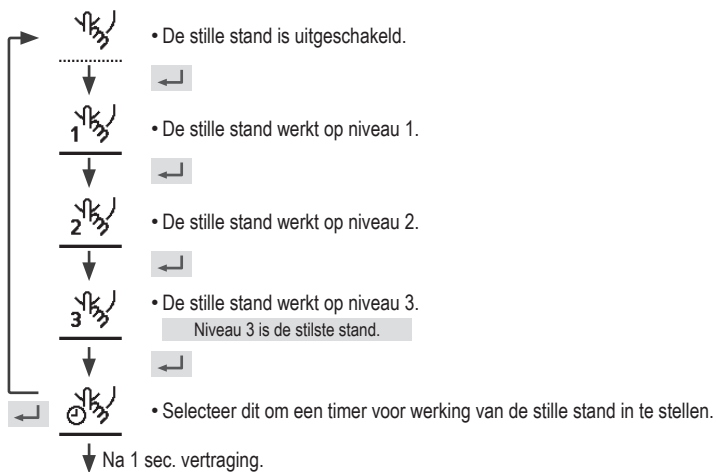 • De stille stand is uitgeschakeld.
1
• De stille stand werkt op niveau 1.
2
• De stille stand werkt op niveau 2.
3
• De stille stand werkt op niveau 3.
Niveau 3 is de stilste stand.
• Selecteer dit om een timer voor werking van de stille stand in te stellen.
Na 1 sec. vertraging.